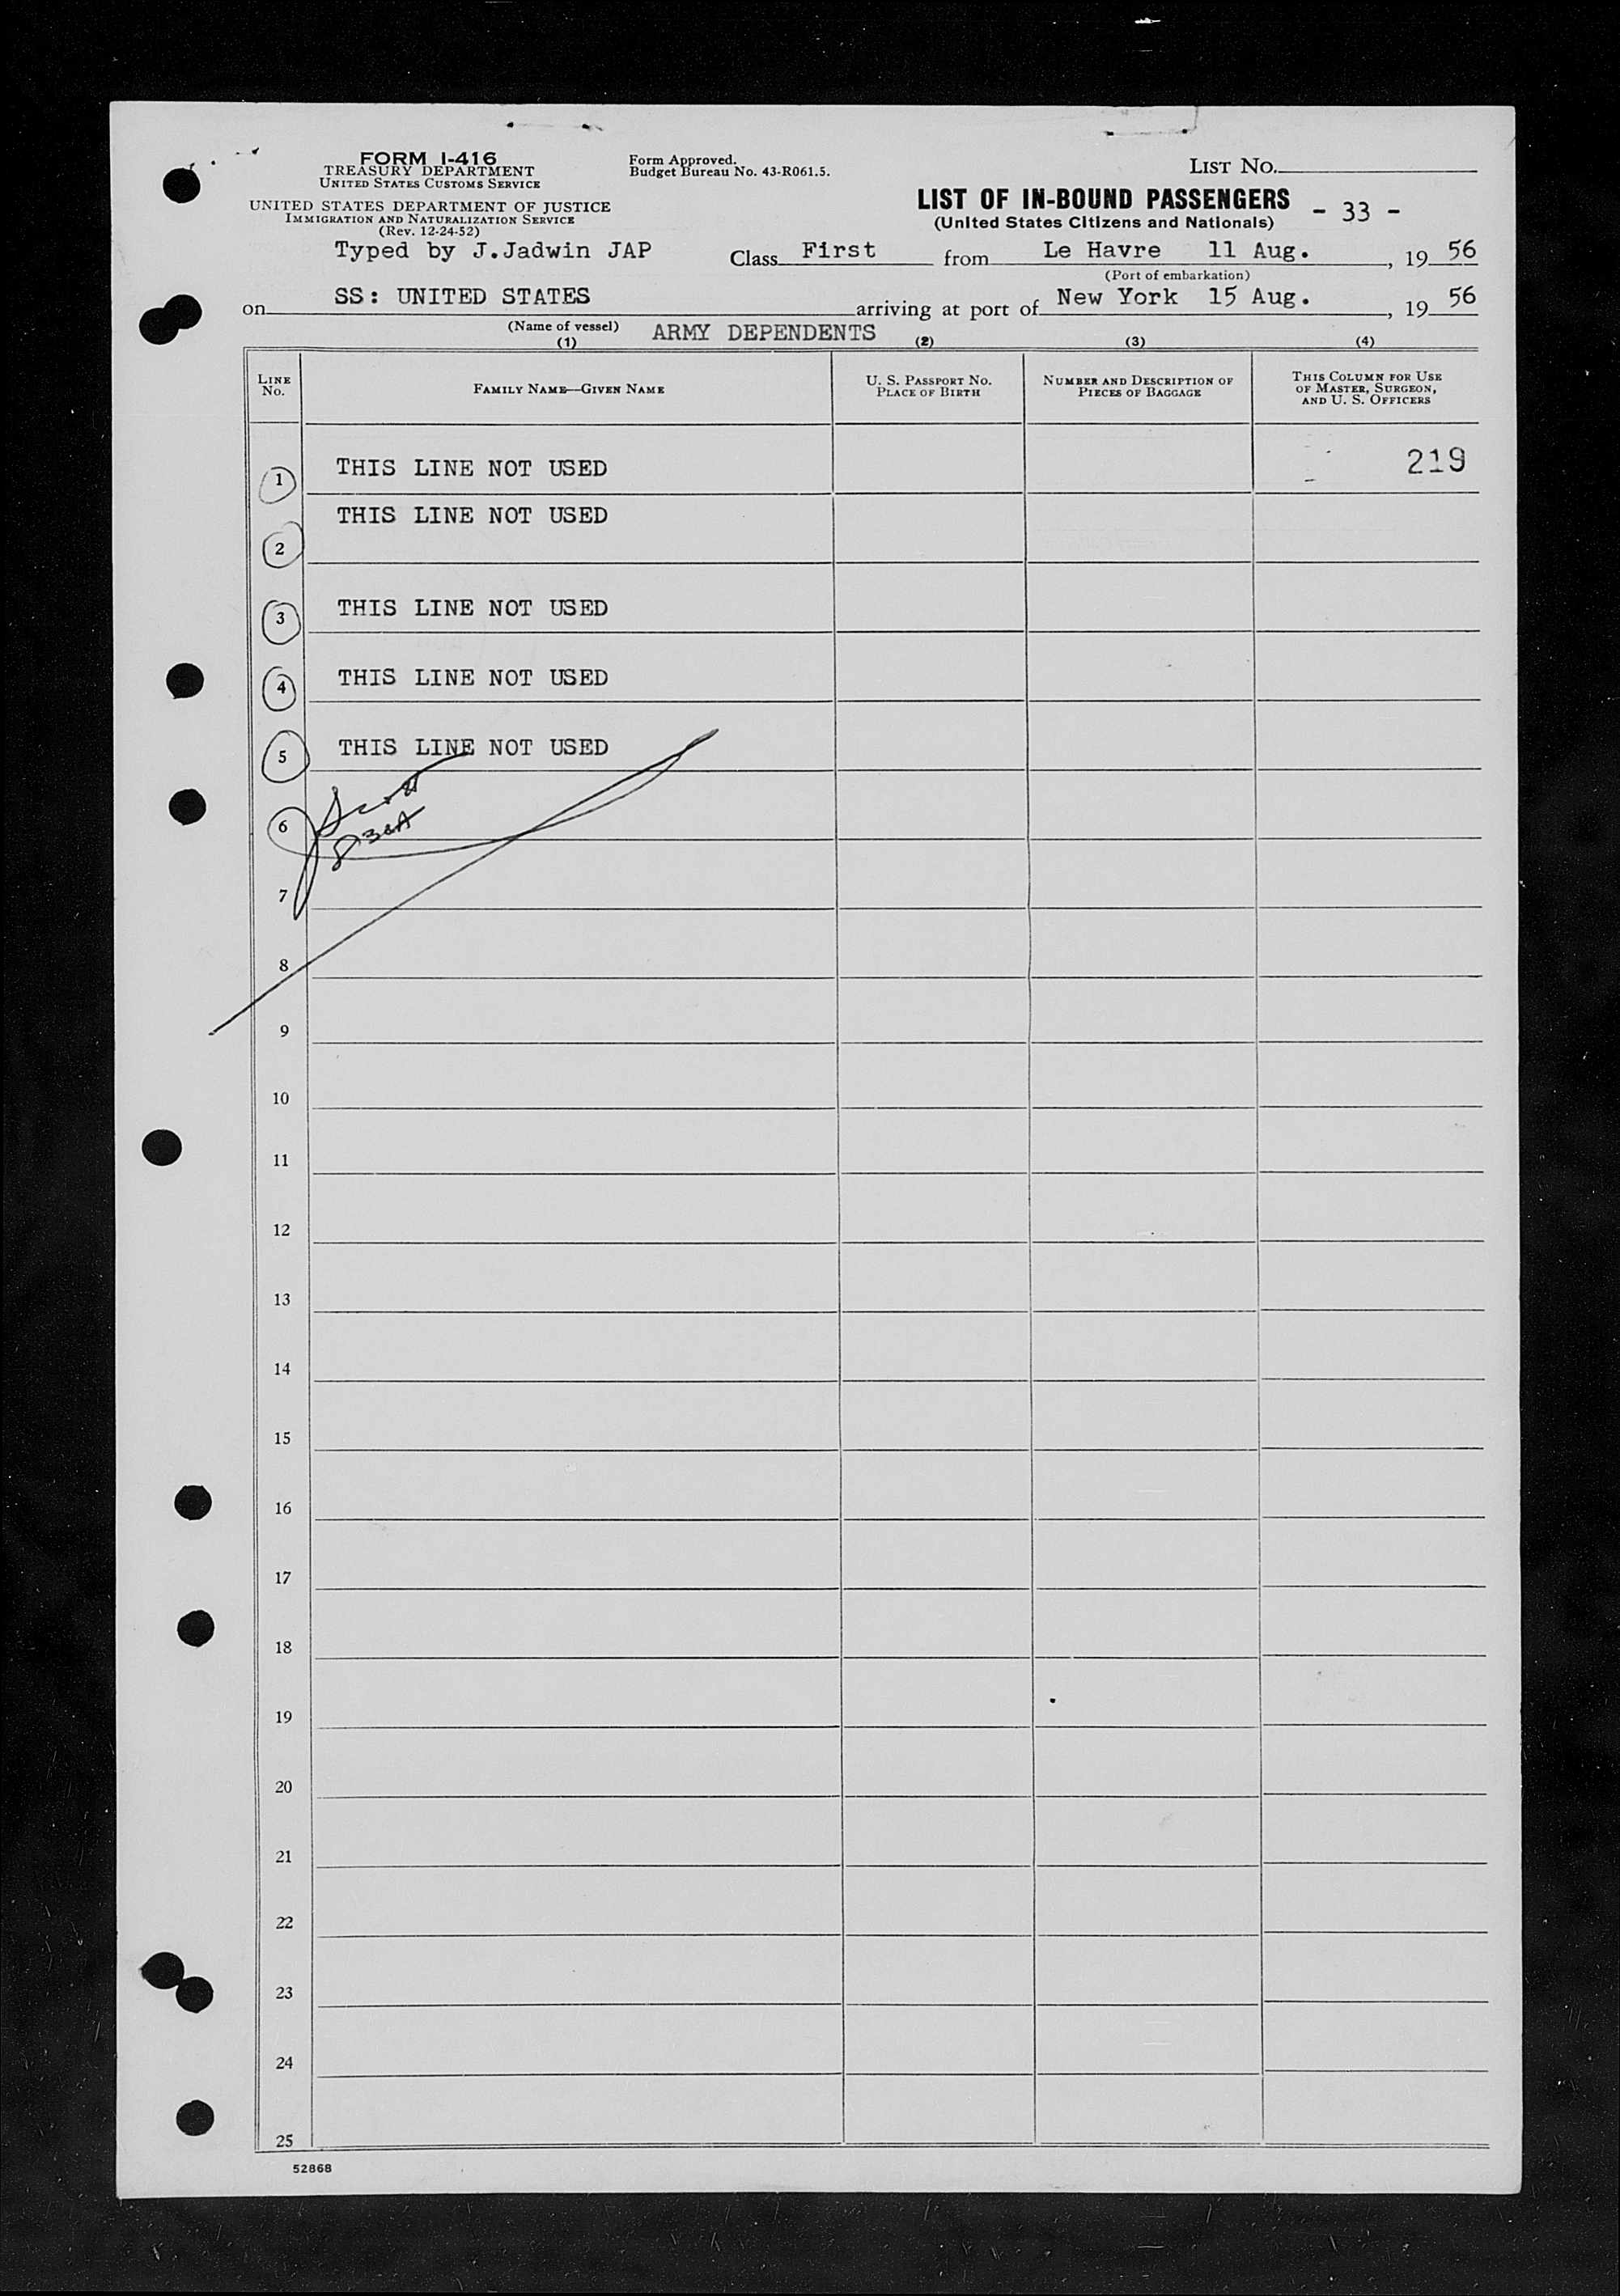 FORM I-416
TREASURY DEPARTMENT
UNITED STATES CUSTOMS SERVICE
UNITED STATES DEPARTMENT OF JUSTICE
IMMIGRATION AND NATURALIZATION SERVICE
(Rev. 12-24-52)
Form Approved.
Budget Bureau No. 43-R061.5.
LIST NO.
LIST OF IN-BOUND PASSENGERS - 33 -
(United States Citizens and Nationals)
Typed by J.Jadwin JAP Class First from Le Havre 11 Aug. , 19 56
(Port of embarkation)
on SS: UNITED STATES arriving at port of New York 15 Aug. , 19 56
(Name of vessel)
ARMY DEPENDENTS
(1) (2) (3) (4)
LINE NO. FAMILY NAME—GIVEN NAME U. S. PASSPORT NO. PLACE OF BIRTH NUMBER AND DESCRIPTION OF PIECES OF BAGGAGE THIS COLUMN FOR USE OF MASTER, SURGEON, AND U. S. OFFICERS
1 THIS LINE NOT USED 219
2 THIS LINE NOT USED
3 THIS LINE NOT USED
4 THIS LINE NOT USED
5 THIS LINE NOT USED
6 Scott
7
8
9
10
11
12
13
14
15
16
17
18
19
20
21
22
23
24
25
52868